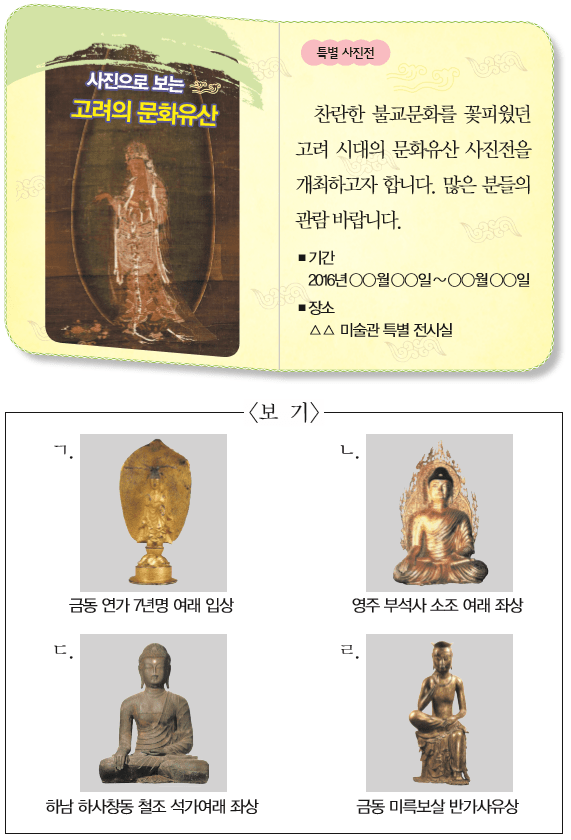 사진으로 보는
고려의 문화유산
특별 사진전
찬란한 불교문화를 꽃피웠던
고려 시대의 문화유산 사진전을
개최하고자 합니다. 많은 분들의
관람 바랍니다.
■ 기간
2016년 ○○월 ○○일~○○월 ○○일
■ 장소
△△ 미술관 특별 전시실
〈보 기〉
ㄱ.
금동 연가 7년명 여래 입상
ㄴ.
영주 부석사 소조 여래 좌상
ㄷ.
하남 하사창동 철조 석가여래 좌상
ㄹ.
금동 미륵보살 반가사유상